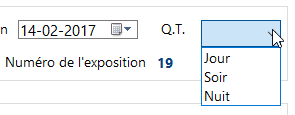 n 14-02-2017 Q.T.
Numéro de l'exposition 19
Jour
Soir
Nuit